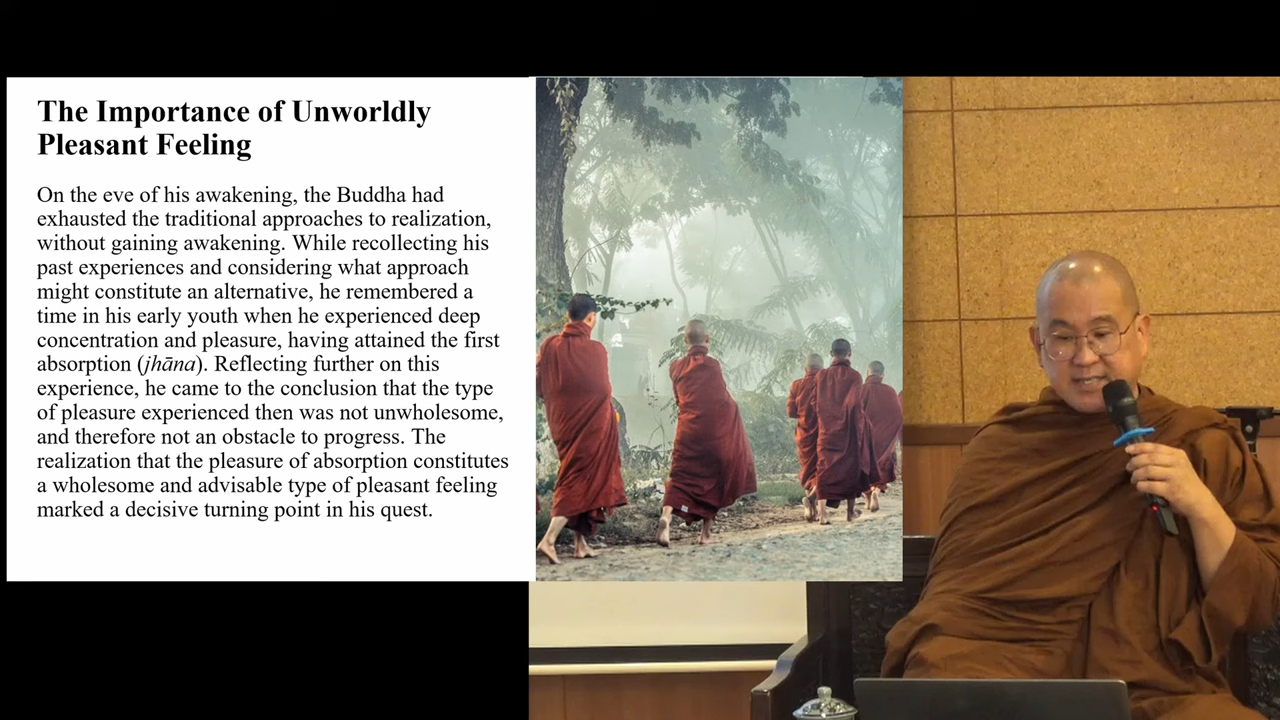 The Importance of Unworldly
Pleasant Feeling
On the eve of his awakening, the Buddha had
exhausted the traditional approaches to realization,
without gaining awakening. While recollecting his
past experiences and considering what approach
might constitute an alternative, he remembered a
time in his early youth when he experienced deep
concentration and pleasure, having attained the first
absorption (jhāna). Reflecting further on this
experience, he came to the conclusion that the type
of pleasure experienced then was not unwholesome,
and therefore not an obstacle to progress. The
realization that the pleasure of absorption constitutes
a wholesome and advisable type of pleasant feeling
marked a decisive turning point in his quest.